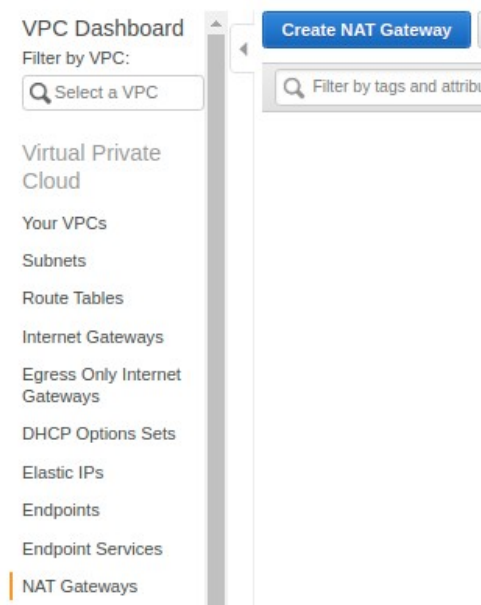 VPC Dashboard
Filter by VPC:
Select a VPC
Virtual Private
Cloud
Your VPCs
Subnets
Route Tables
Internet Gateways
Egress Only Internet
Gateways
DHCP Options Sets
Elastic IPs
Endpoints
Endpoint Services
NAT Gateways
Create NAT Gateway
Filter by tags and attribu